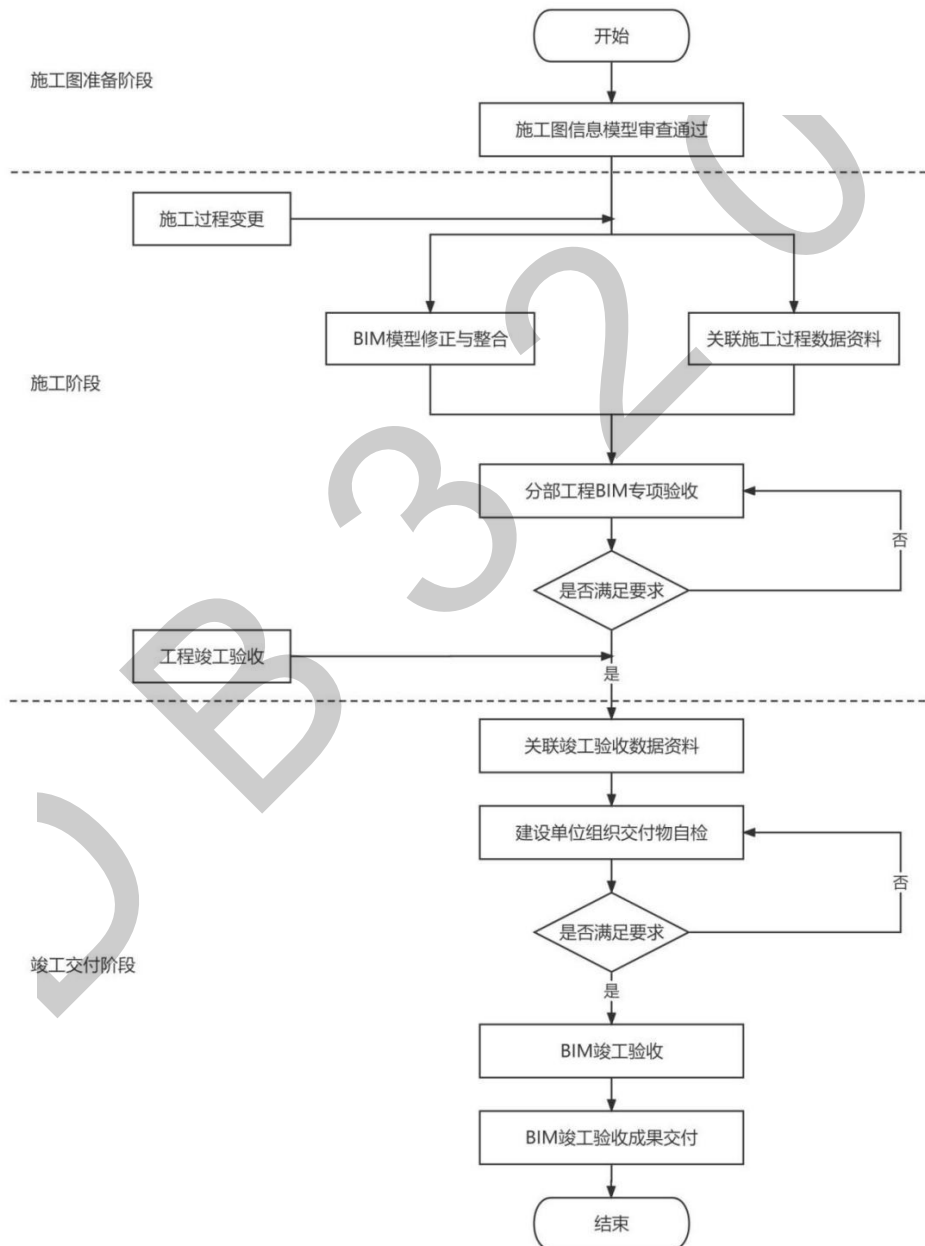 开始
施工图准备阶段
施工图信息模型审查通过
施工过程变更
BIM模型修正与整合
关联施工过程数据资料
施工阶段
分部工程BIM专项验收
否
是否满足要求
工程竣工验收
是
关联竣工验收数据资料
建设单位组织交付物自检
否
是否满足要求
竣工交付阶段
是
BIM竣工验收
BIM竣工验收成果交付
结束
DB320